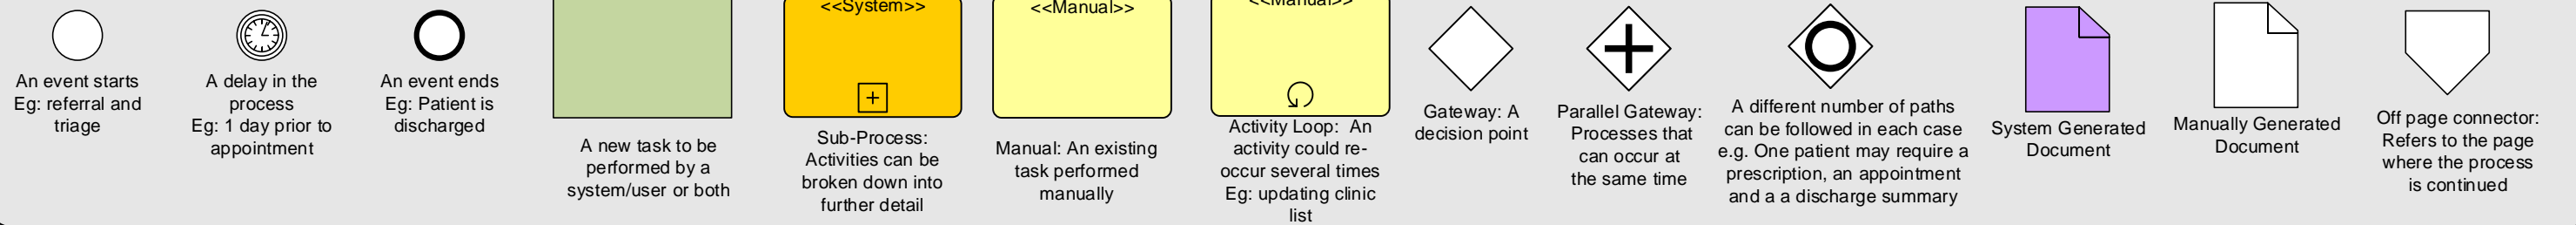 <<System>>
<<Manual>>
<<Manual>>
An event starts
Eg: referral and
triage
A delay in the
process
Eg: 1 day prior to
appointment
An event ends
Eg: Patient is
discharged
A new task to be
performed by a
system/user or both
Sub-Process:
Activities can be
broken down into
further detail
Manual: An existing
task performed
manually
Activity Loop: An
activity could re-
occur several times
Eg: updating clinic
list
Gateway: A
decision point
Parallel Gateway:
Processes that
can occur at
the same time
A different number of paths
can be followed in each case
e.g. One patient may require a
prescription, an appointment
and a a discharge summary
System Generated
Document
Manually Generated
Document
Off page connector:
Refers to the page
where the process
is continued